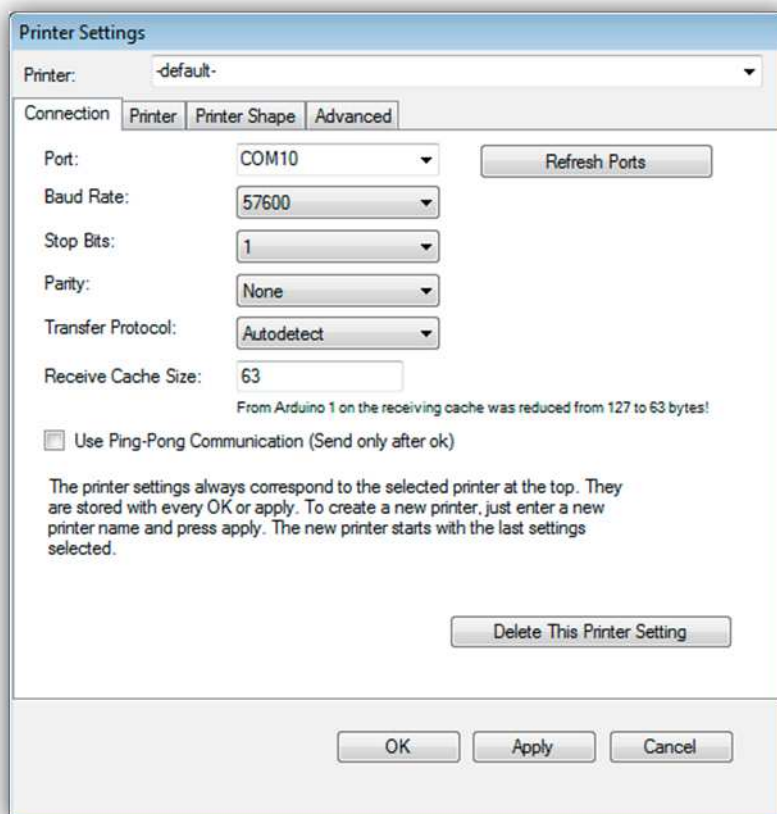 Printer Settings
Printer: -default-
Connection Printer Printer Shape Advanced
Port: COM10 Refresh Ports
Baud Rate: 57600
Stop Bits: 1
Parity: None
Transfer Protocol: Autodetect
Receive Cache Size: 63
From Arduino 1 on the receiving cache was reduced from 127 to 63 bytes!
Use Ping-Pong Communication (Send only after ok)
The printer settings always correspond to the selected printer at the top. They
are stored with every OK or apply. To create a new printer, just enter a new
printer name and press apply. The new printer starts with the last settings
selected.
Delete This Printer Setting
OK Apply Cancel